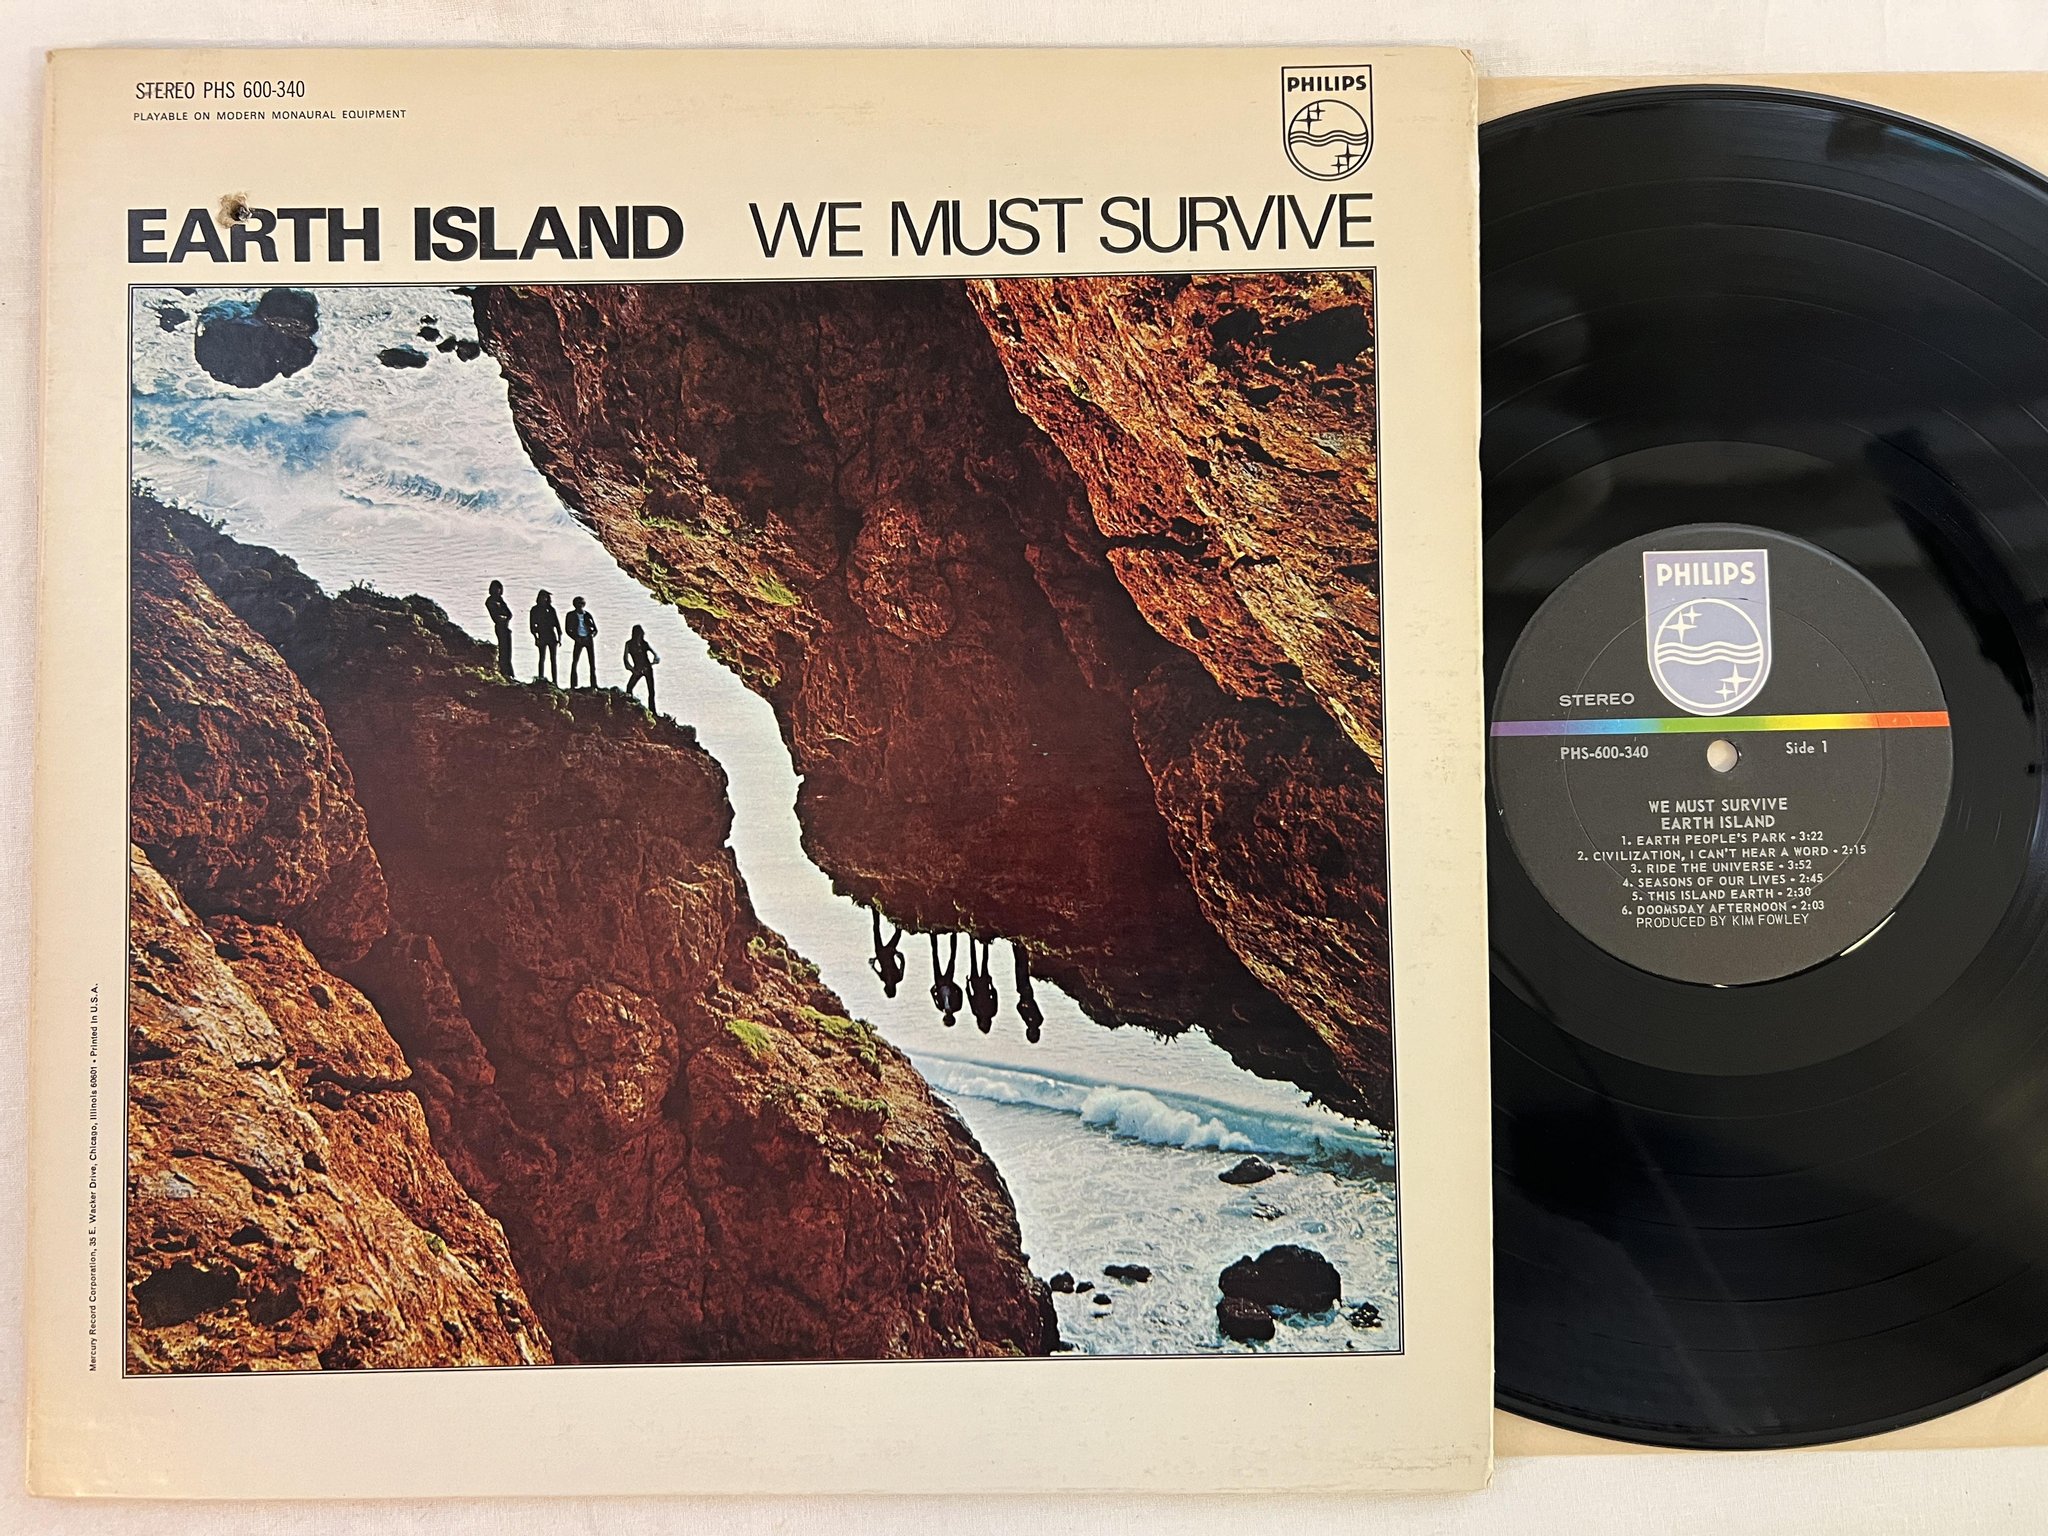 STEREO PHS 600-340
PLAYABLE ON MODERN MONAURAL EQUIPMENT
PHILIPS
EARTH ISLAND WE MUST SURVIVE
Mercury Record Corporation, 35 E. Wacker Drive, Chicago, Illinois 60601 • Printed in U.S.A.
PHILIPS
STEREO
PHS-600-340 Side 1
WE MUST SURVIVE
EARTH ISLAND
1. EARTH PEOPLE'S PARK - 3:22
2. CIVILIZATION, I CAN'T HEAR A WORD - 2:15
3. RIDE THE UNIVERSE - 3:52
4. SEASONS OF OUR LIVES - 2:45
5. THIS ISLAND EARTH - 2:30
6. DOOMSDAY AFTERNOON - 2:03
PRODUCED BY KIM FOWLEY